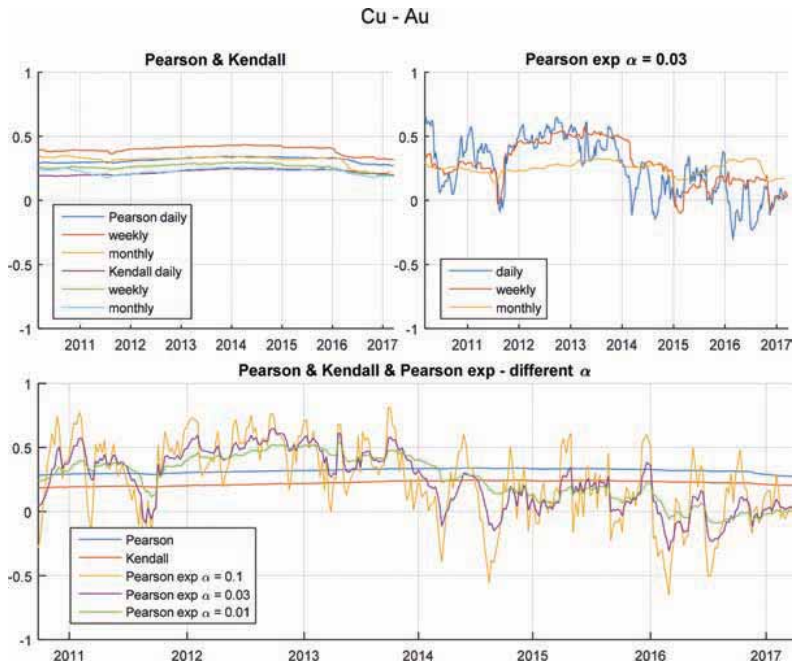 Cu - Au
Pearson & Kendall
1
0.5
0
-0.5
-1
Pearson daily
weekly
monthly
Kendall daily
weekly
monthly
2011 2012 2013 2014 2015 2016 2017
Pearson exp α = 0.03
1
0.5
0
-0.5
-1
daily
weekly
monthly
2011 2012 2013 2014 2015 2016 2017
Pearson & Kendall & Pearson exp - different α
1
0.5
0
-0.5
-1
Pearson
Kendall
Pearson exp α = 0.1
Pearson exp α = 0.03
Pearson exp α = 0.01
2011 2012 2013 2014 2015 2016 2017